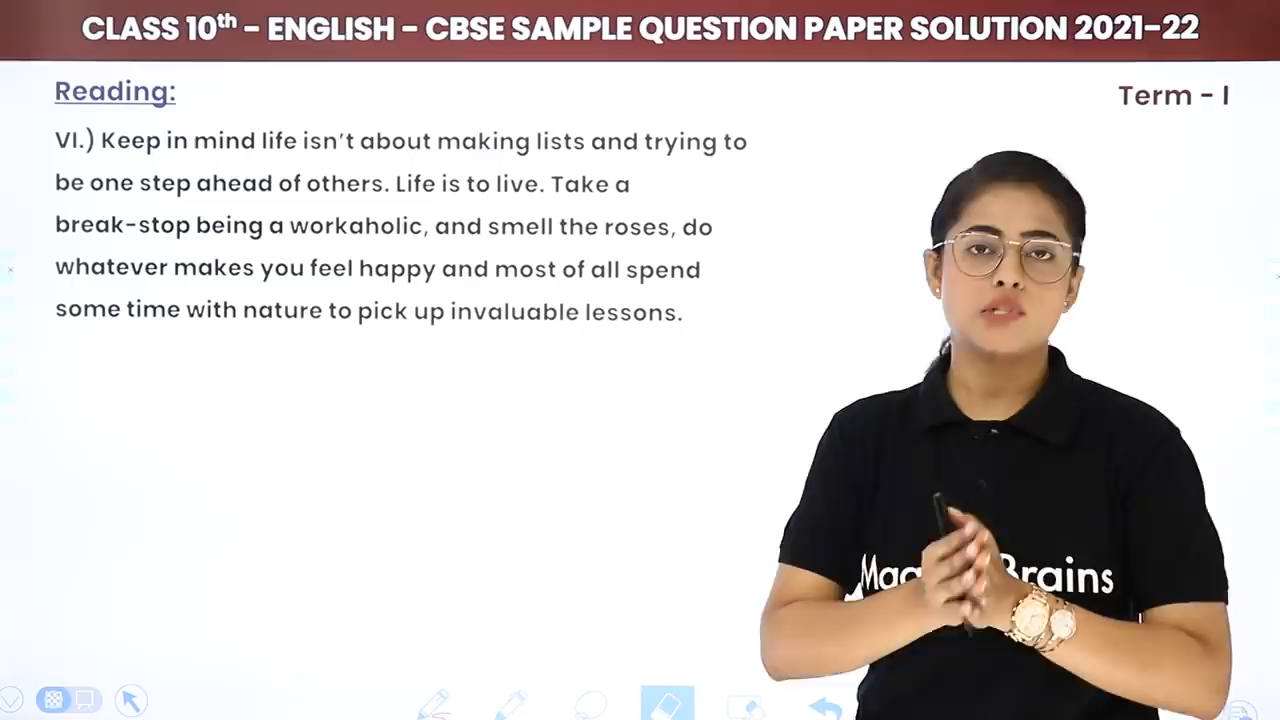 CLASS 10th - ENGLISH - CBSE SAMPLE QUESTION PAPER SOLUTION 2021-22
Reading:
Term - I
VI.) Keep in mind life isn't about making lists and trying to
be one step ahead of others. Life is to live. Take a
break-stop being a workaholic, and smell the roses, do
whatever makes you feel happy and most of all spend
some time with nature to pick up invaluable lessons.
Brains